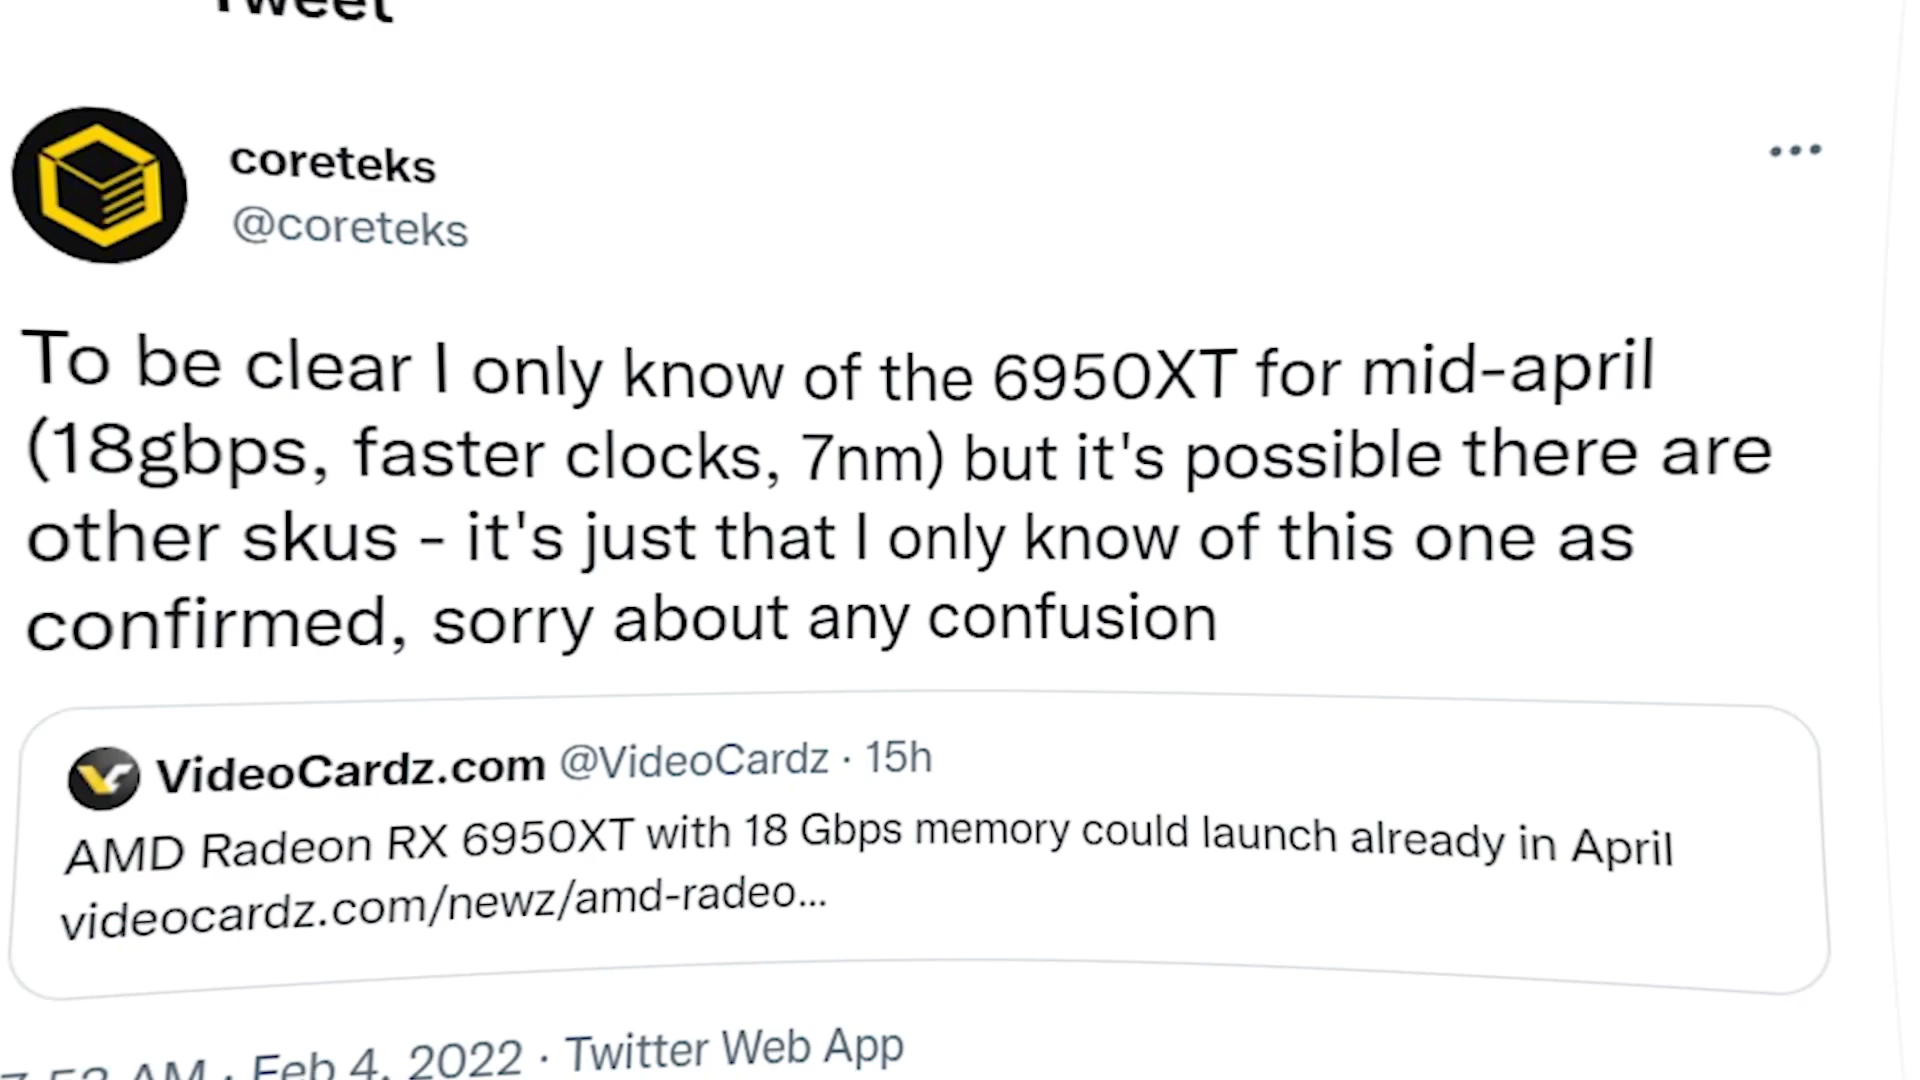 Tweet
coreteks
@coreteks
To be clear I only know of the 6950XT for mid-april
(18gbps, faster clocks, 7nm) but it's possible there are
other skus - it's just that I only know of this one as
confirmed, sorry about any confusion
VideoCardz.com @VideoCardz · 15h
AMD Radeon RX 6950XT with 18 Gbps memory could launch already in April
videocardz.com/newz/amd-radeo...
AM · Feb 4, 2022 · Twitter Web App